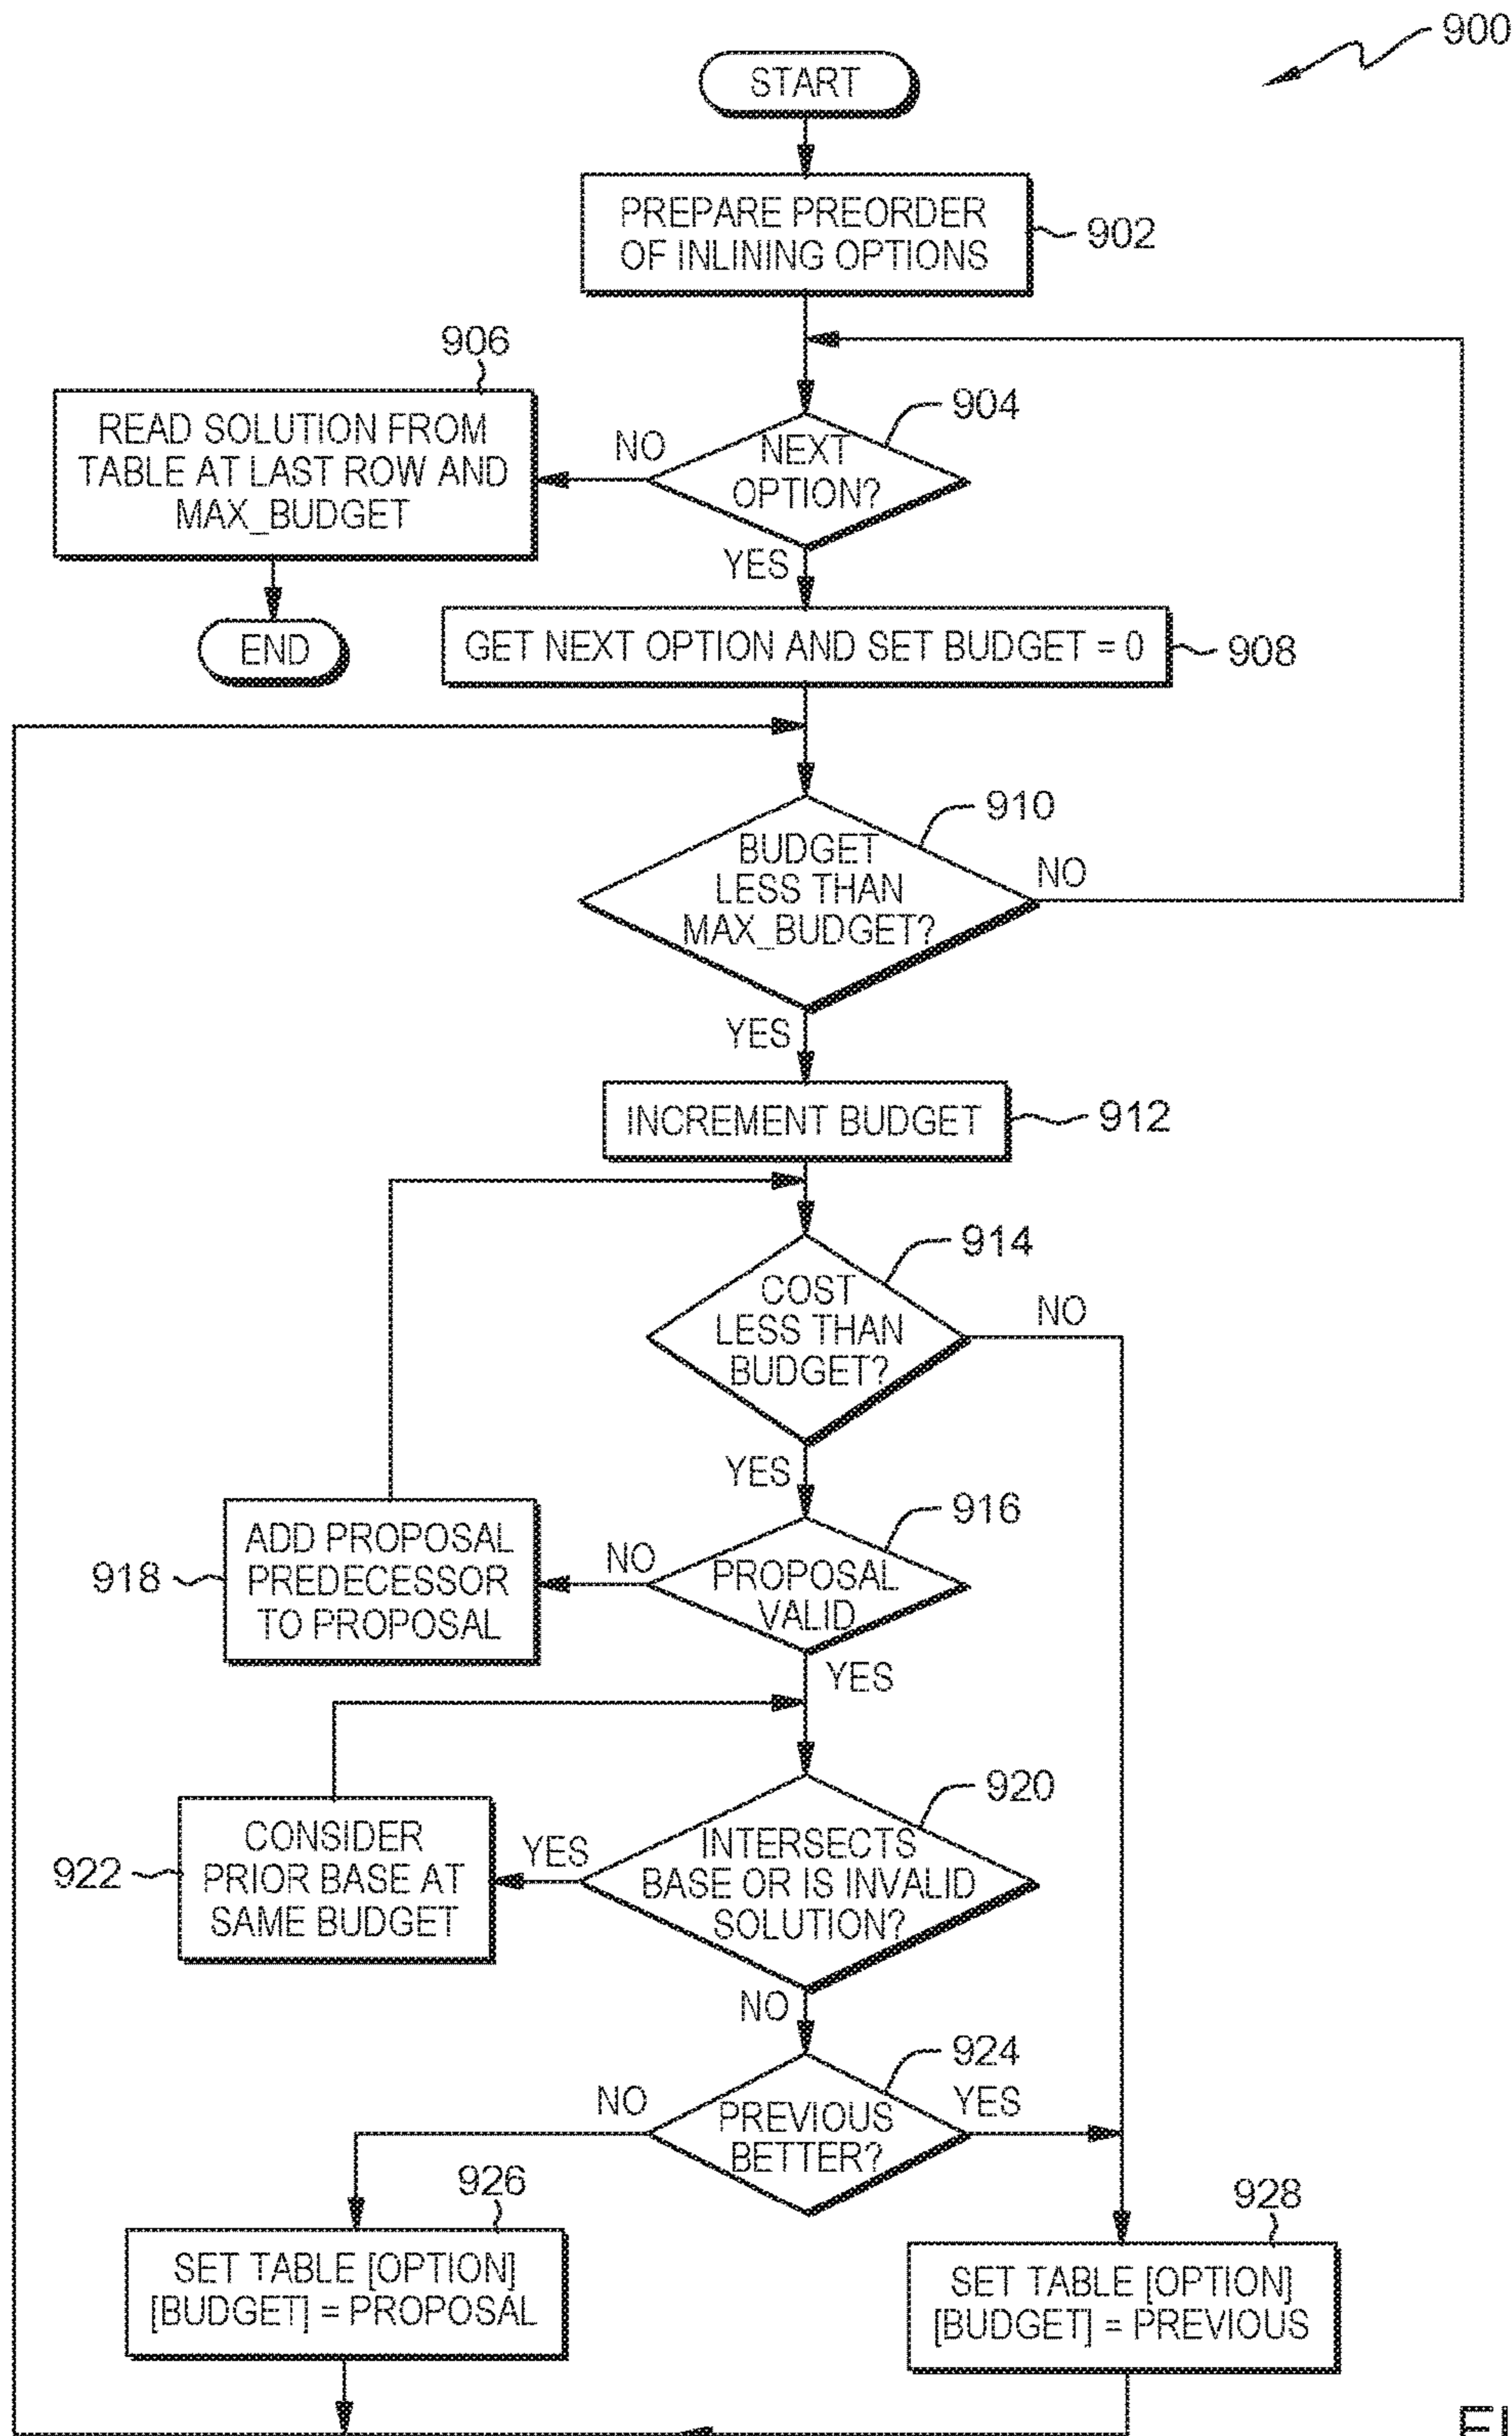 900
START
PREPARE PREORDER
OF INLINING OPTIONS
902
906
READ SOLUTION FROM
TABLE AT LAST ROW AND
MAX_BUDGET
NO
904
NEXT
OPTION?
YES
END
GET NEXT OPTION AND SET BUDGET = 0
908
910
BUDGET
LESS THAN
MAX_BUDGET?
NO
YES
INCREMENT BUDGET
912
914
COST
LESS THAN
BUDGET?
NO
YES
916
PROPOSAL
VALID
NO
918
ADD PROPOSAL
PREDECESSOR
TO PROPOSAL
YES
920
INTERSECTS
BASE OR IS INVALID
SOLUTION?
YES
922
CONSIDER
PRIOR BASE AT
SAME BUDGET
NO
924
PREVIOUS
BETTER?
NO
YES
926
SET TABLE [OPTION]
[BUDGET] = PROPOSAL
928
SET TABLE [OPTION]
[BUDGET] = PREVIOUS